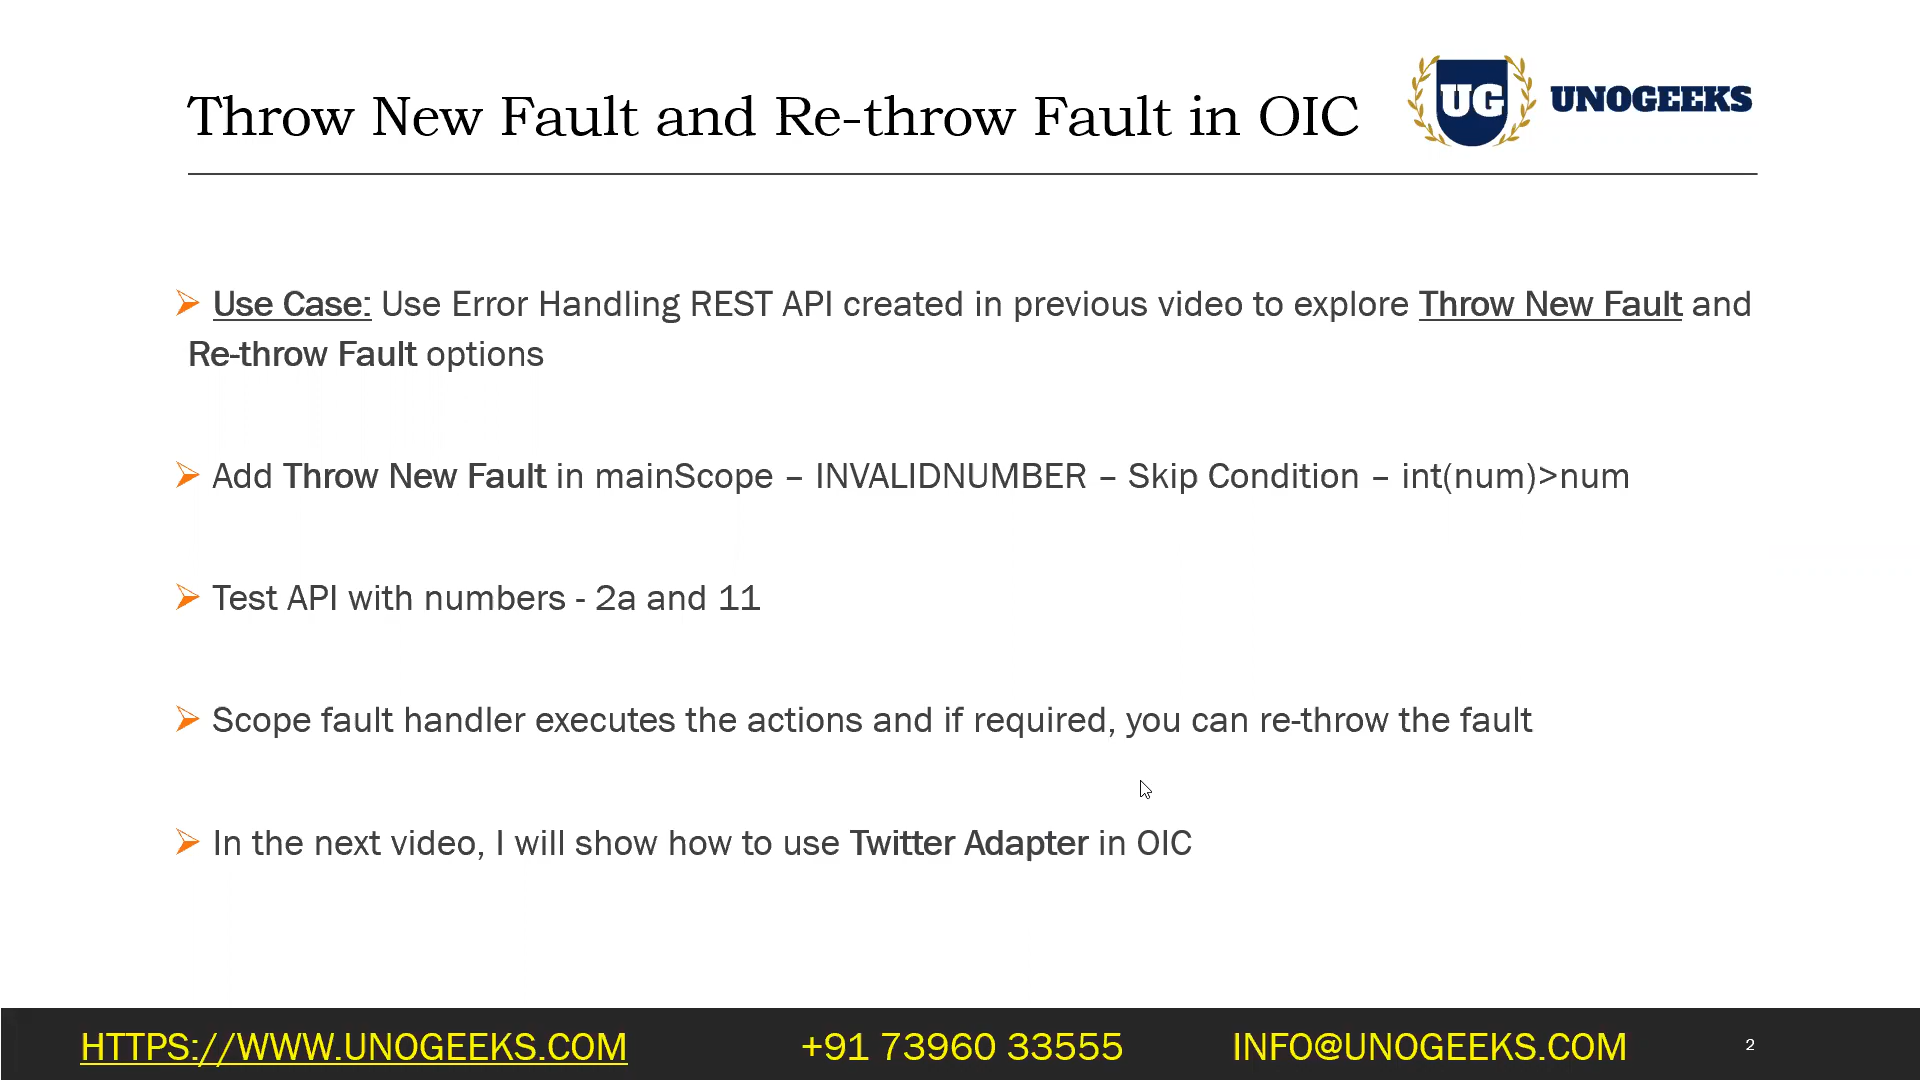 Throw New Fault and Re-throw Fault in OIC
UG UNOGEEKS
Use Case: Use Error Handling REST API created in previous video to explore Throw New Fault and
Re-throw Fault options
Add Throw New Fault in mainScope – INVALIDNUMBER – Skip Condition – int(num)>num
Test API with numbers - 2a and 11
Scope fault handler executes the actions and if required, you can re-throw the fault
In the next video, I will show how to use Twitter Adapter in OIC
HTTPS://WWW.UNOGEEKS.COM +91 73960 33555 INFO@UNOGEEKS.COM 2